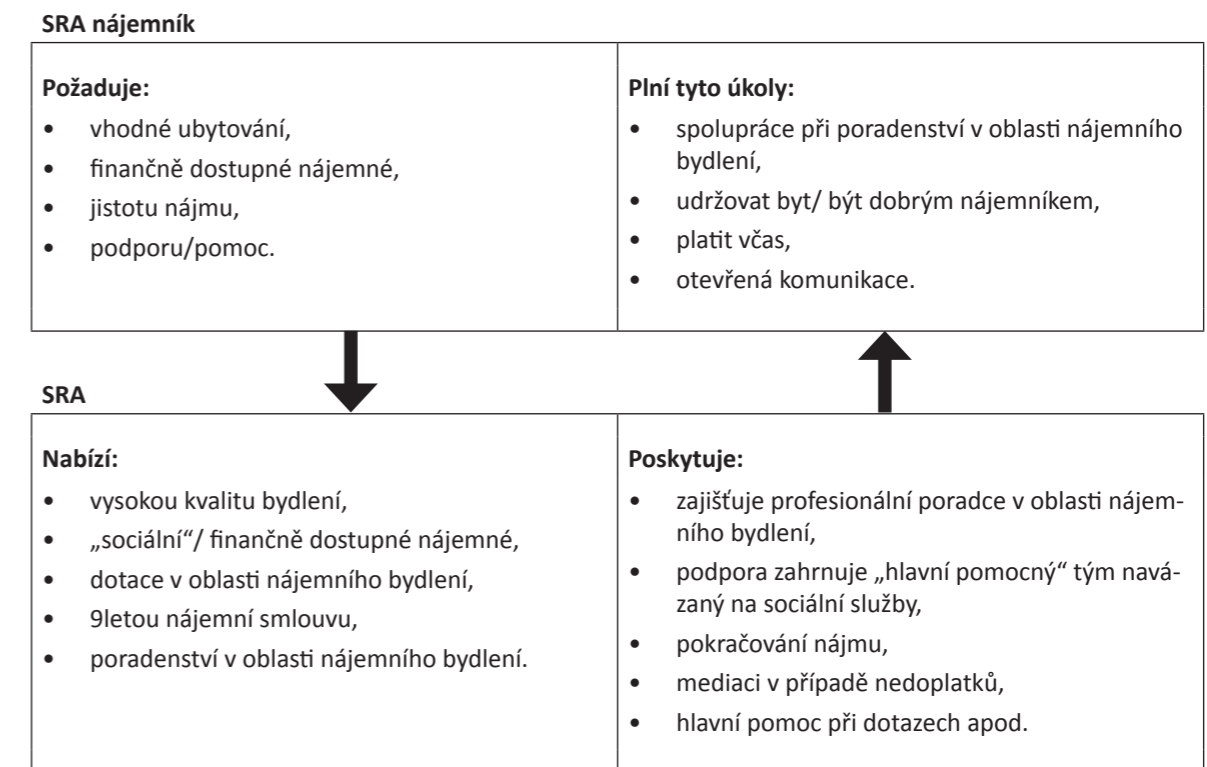 SRA nájemník
Požaduje:
• vhodné ubytování,
• finančně dostupné nájemné,
• jistotu nájmu,
• podporu/pomoc.
Plní tyto úkoly:
• spolupráce při poradenství v oblasti nájemního
bydlení,
• udržovat byt/ být dobrým nájemníkem,
• platit včas,
• otevřená komunikace.
SRA
Nabízí:
• vysokou kvalitu bydlení,
• „sociální“/ finančně dostupné nájemné,
• dotace v oblasti nájemního bydlení,
• 9letou nájemní smlouvu,
• poradenství v oblasti nájemního bydlení.
Poskytuje:
• zajišťuje profesionální poradce v oblasti nájem-
ního bydlení,
• podpora zahrnuje „hlavní pomocný“ tým navá-
zaný na sociální služby,
• pokračování nájmu,
• mediaci v případě nedoplatků,
• hlavní pomoc při dotazech apod.